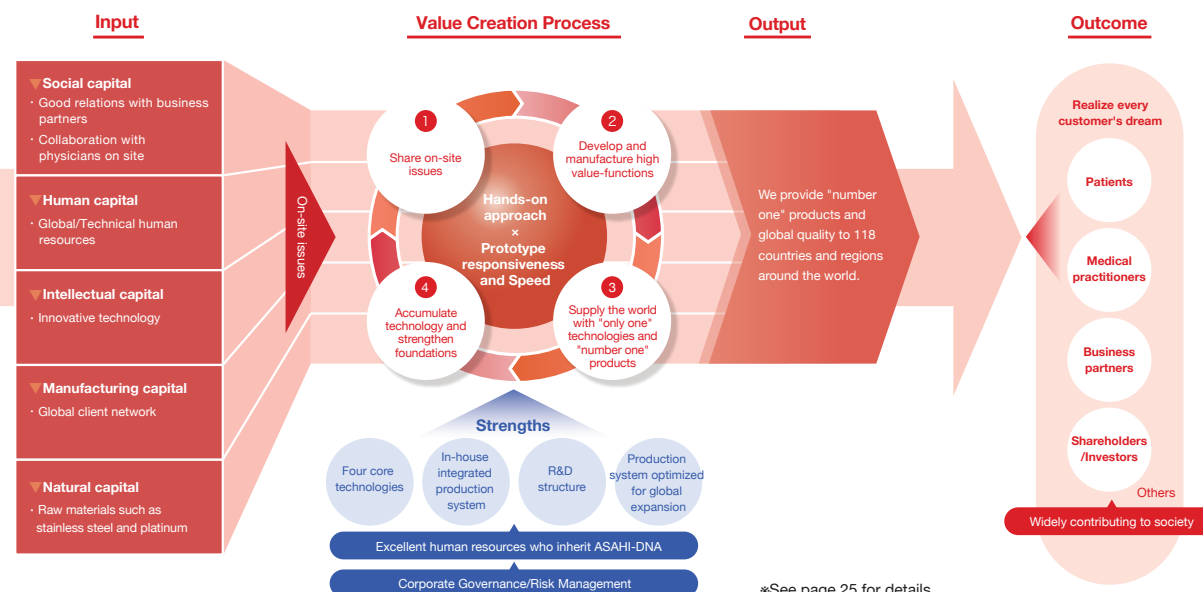 Input
Value Creation Process
Output
Outcome
▼Social capital
・Good relations with business
partners
・Collaboration with
physicians on site
▼Human capital
・Global/Technical human
resources
▼Intellectual capital
・Innovative technology
▼Manufacturing capital
・Global client network
▼Natural capital
・Raw materials such as
stainless steel and platinum
On-site issues
1
Share on-site
issues
2
Develop and
manufacture high
value-functions
Hands-on
approach
×
Prototype
responsiveness
and Speed
4
Accumulate
technology and
strengthen
foundations
3
Supply the world
with "only one"
technologies and
"number one"
products
Strengths
Four core
technologies
In-house
integrated
production
system
R&D
structure
Production
system optimized
for global
expansion
Excellent human resources who inherit ASAHI-DNA
Corporate Governance/Risk Management
We provide "number
one" products and
global quality to 118
countries and regions
around the world.
Realize every
customer's dream
Patients
Medical
practitioners
Business
partners
Shareholders
/Investors
Others
Widely contributing to society
※See page 25 for details